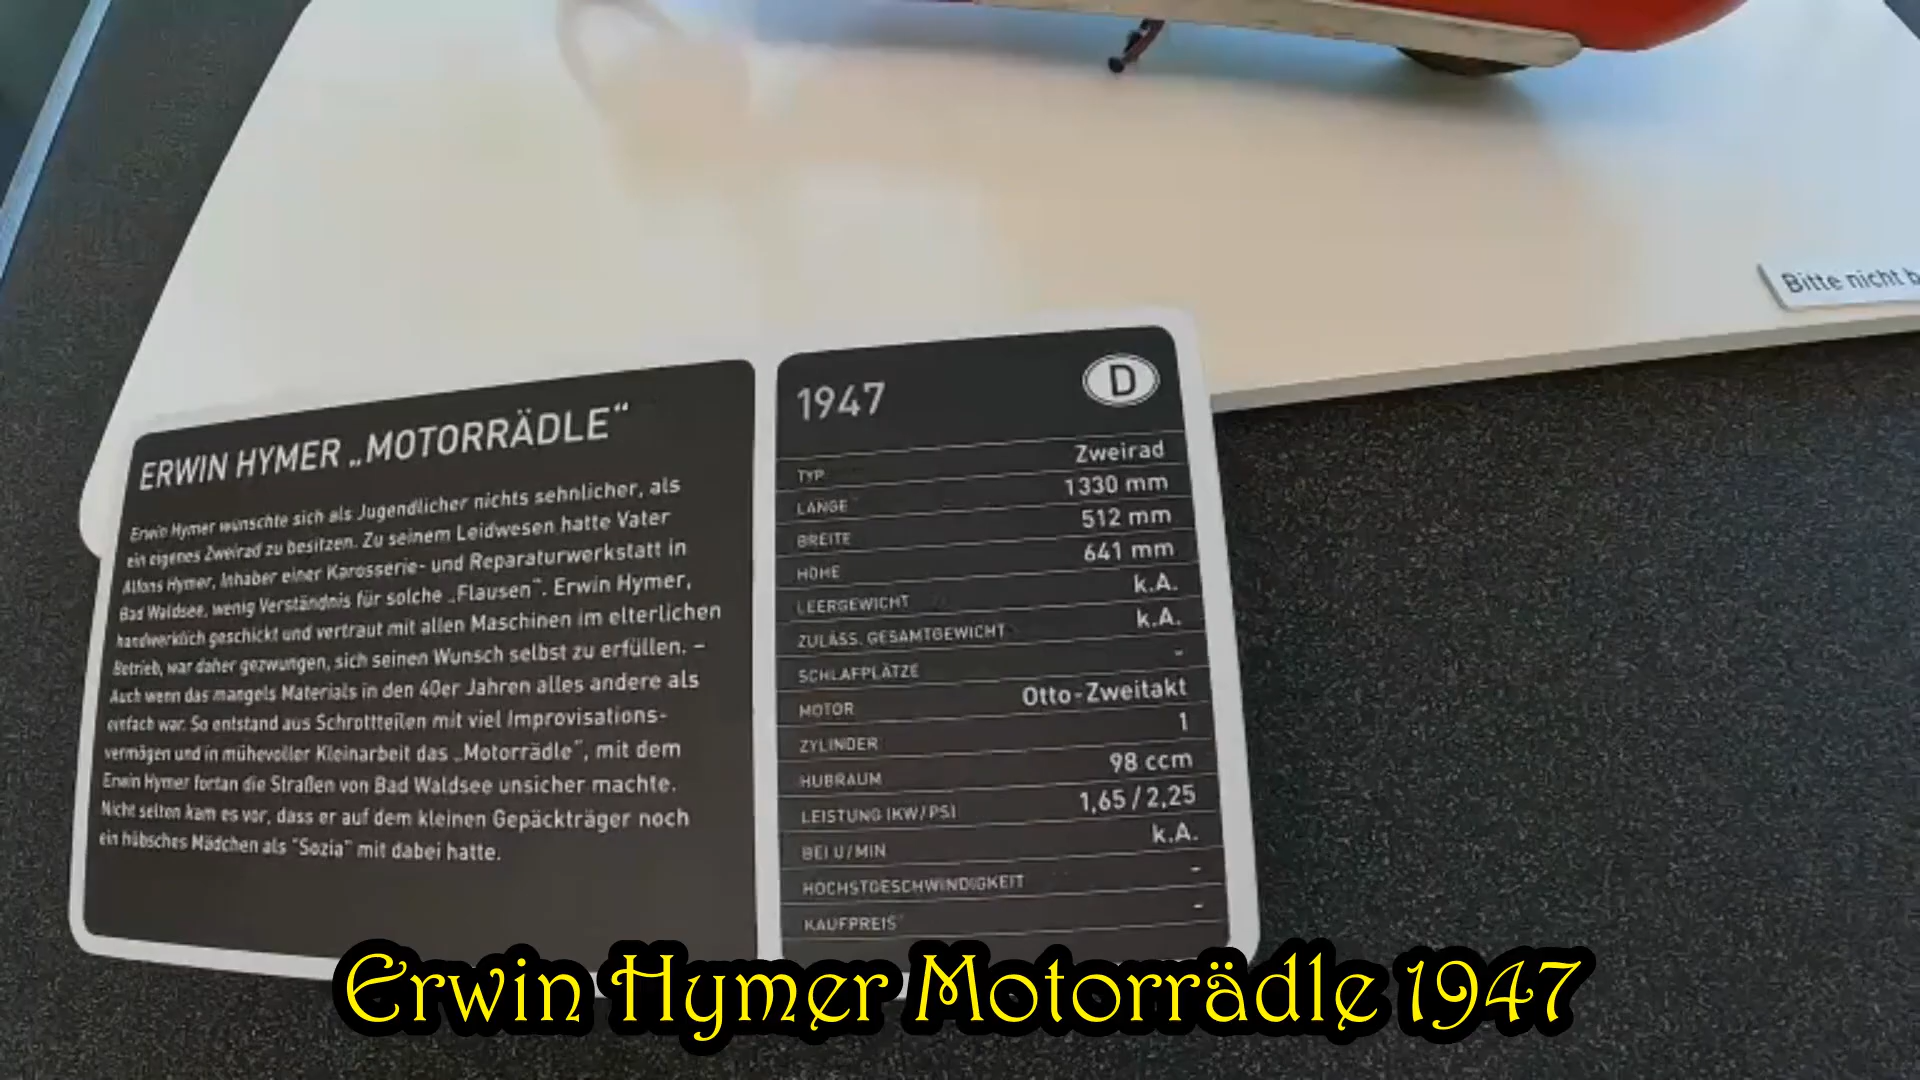 Bitte nicht b
ERWIN HYMER „MOTORRÄDLE“
Erwin Hymer wünschte sich als Jugendlicher nichts sehnlicher, als
ein eigenes Zweirad zu besitzen. Zu seinem Leidwesen hatte Vater
Alfons Hymer, Inhaber einer Karosserie- und Reparaturwerkstatt in
Bad Waldsee, wenig Verständnis für solche „Flausen“. Erwin Hymer,
handwerklich geschickt und vertraut mit allen Maschinen im elterlichen
Betrieb, war daher gezwungen, sich seinen Wunsch selbst zu erfüllen. –
Auch wenn das mangels Materials in den 40er Jahren alles andere als
einfach war. So entstand aus Schrottteilen mit viel Improvisations-
vermögen und in mühevoller Kleinarbeit das „Motorrädle“, mit dem
Erwin Hymer fortan die Straßen von Bad Waldsee unsicher machte.
Nicht selten kam es vor, dass er auf dem kleinen Gepäckträger noch
ein hübsches Mädchen als "Sozia" mit dabei hatte.
1947 D
TYP Zweirad
LÄNGE 1330 mm
BREITE 512 mm
HÖHE 641 mm
LEERGEWICHT k.A.
ZULÄSS. GESAMTGEWICHT k.A.
SCHLAFPLÄTZE -
MOTOR Otto-Zweitakt
ZYLINDER 1
HUBRAUM 98 ccm
LEISTUNG (KW/PS) 1,65 / 2,25
BEI U/MIN k.A.
HÖCHSTGESCHWINDIGKEIT -
KAUFPREIS -
Erwin Hymer Motorrädle 1947